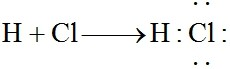 . .
H + Cl ⟶ H : Cl :
. .